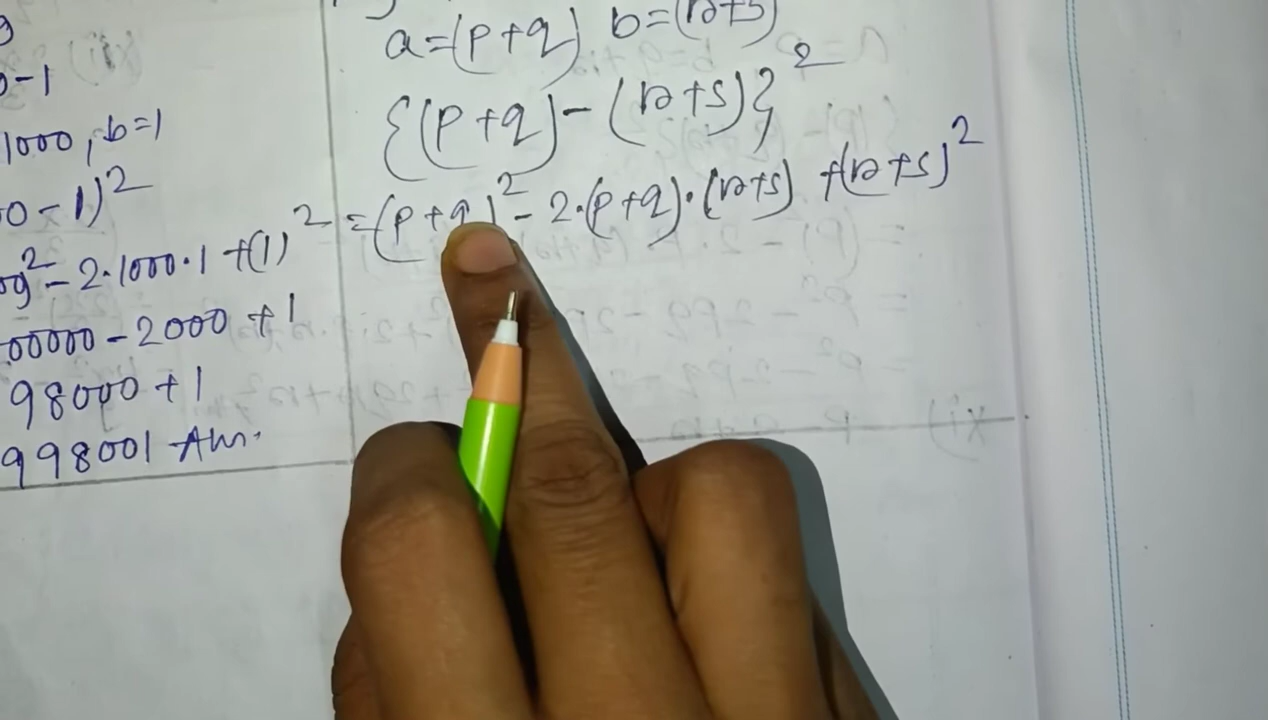 -1
1000, b=1
0-1)²
² - 2·1000·1 + (1)²
00000 - 2000 + 1
98000 + 1
998001 Ans.
a=(p+q) b=(r+s)
{(p+q)-(r+s)}²
=(p+q)² - 2·(p+q)·(r+s) + (r+s)²